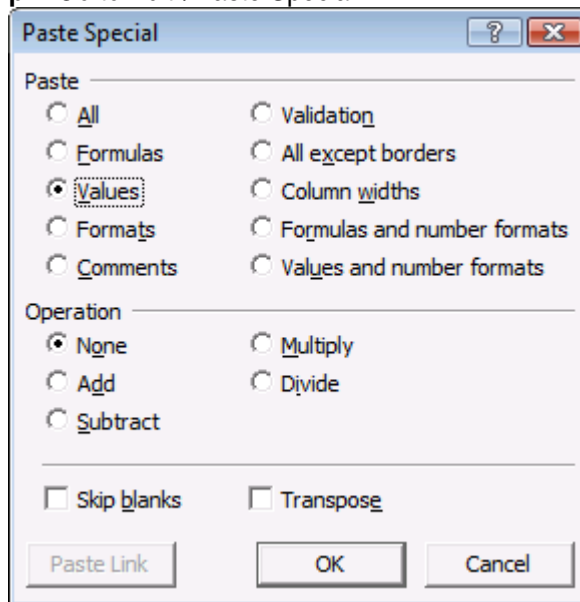 Paste Special
Paste
All Validation
Formulas All except borders
Values Column widths
Formats Formulas and number formats
Comments Values and number formats
Operation
None Multiply
Add Divide
Subtract
Skip blanks Transpose
Paste Link OK Cancel